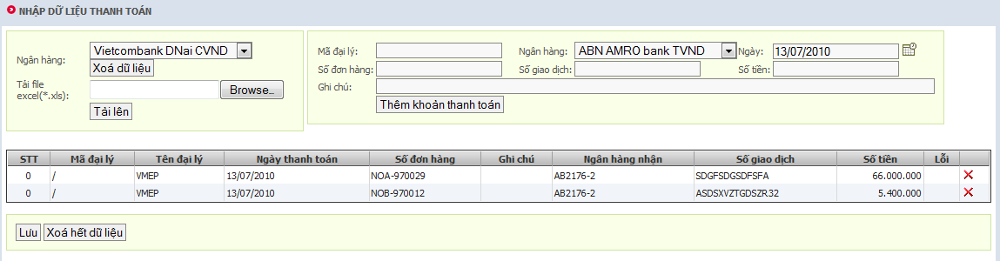 NHẬP DỮ LIỆU THANH TOÁN
Ngân hàng: Vietcombank DNai CVND
Xoá dữ liệu
Tải file excel(*.xls): Browse...
Tải lên
Mã đại lý: Ngân hàng: ABN AMRO bank TVND Ngày: 13/07/2010
Số đơn hàng: Số giao dịch: Số tiền:
Ghi chú:
Thêm khoản thanh toán
STT Mã đại lý Tên đại lý Ngày thanh toán Số đơn hàng Ghi chú Ngân hàng nhận Số giao dịch Số tiền Lỗi
0 / VMEP 13/07/2010 NOA-970029 AB2176-2 SDGFSDGSDFSFA 66.000.000
0 / VMEP 13/07/2010 NOB-970012 AB2176-2 ASDSXVZTGDSZR32 5.400.000
Lưu Xoá hết dữ liệu